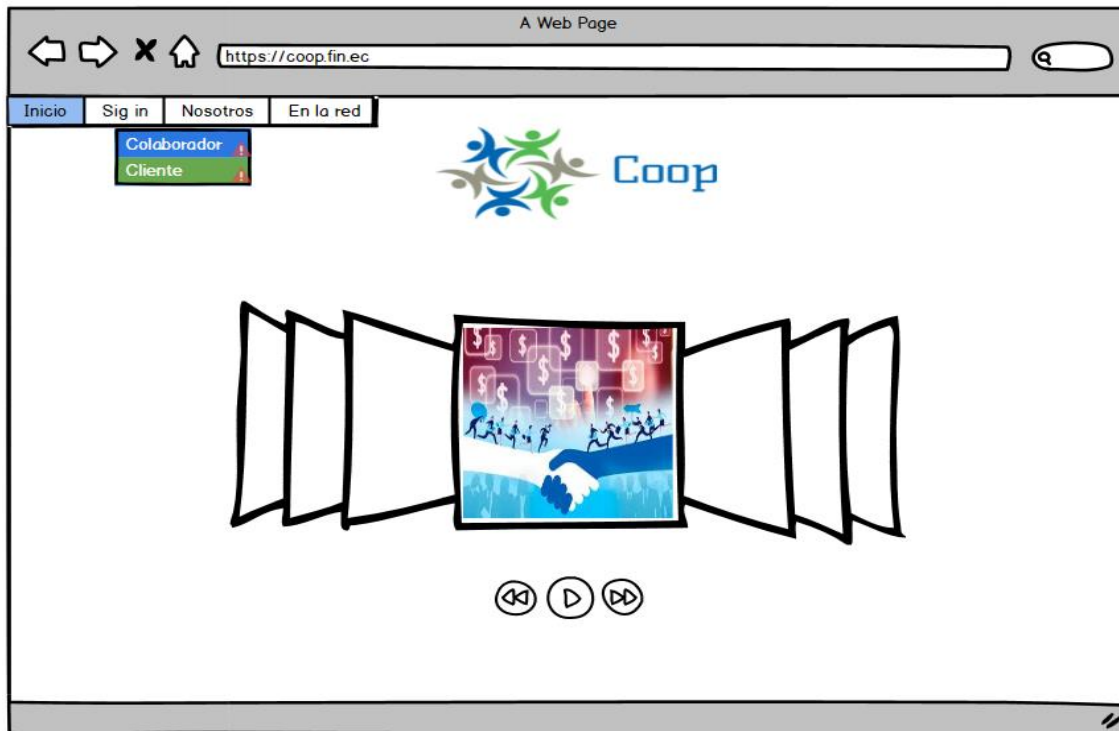 A Web Page
https://coop.fin.ec
Inicio Sig in Nosotros En la red
Colaborador
Cliente
Coop